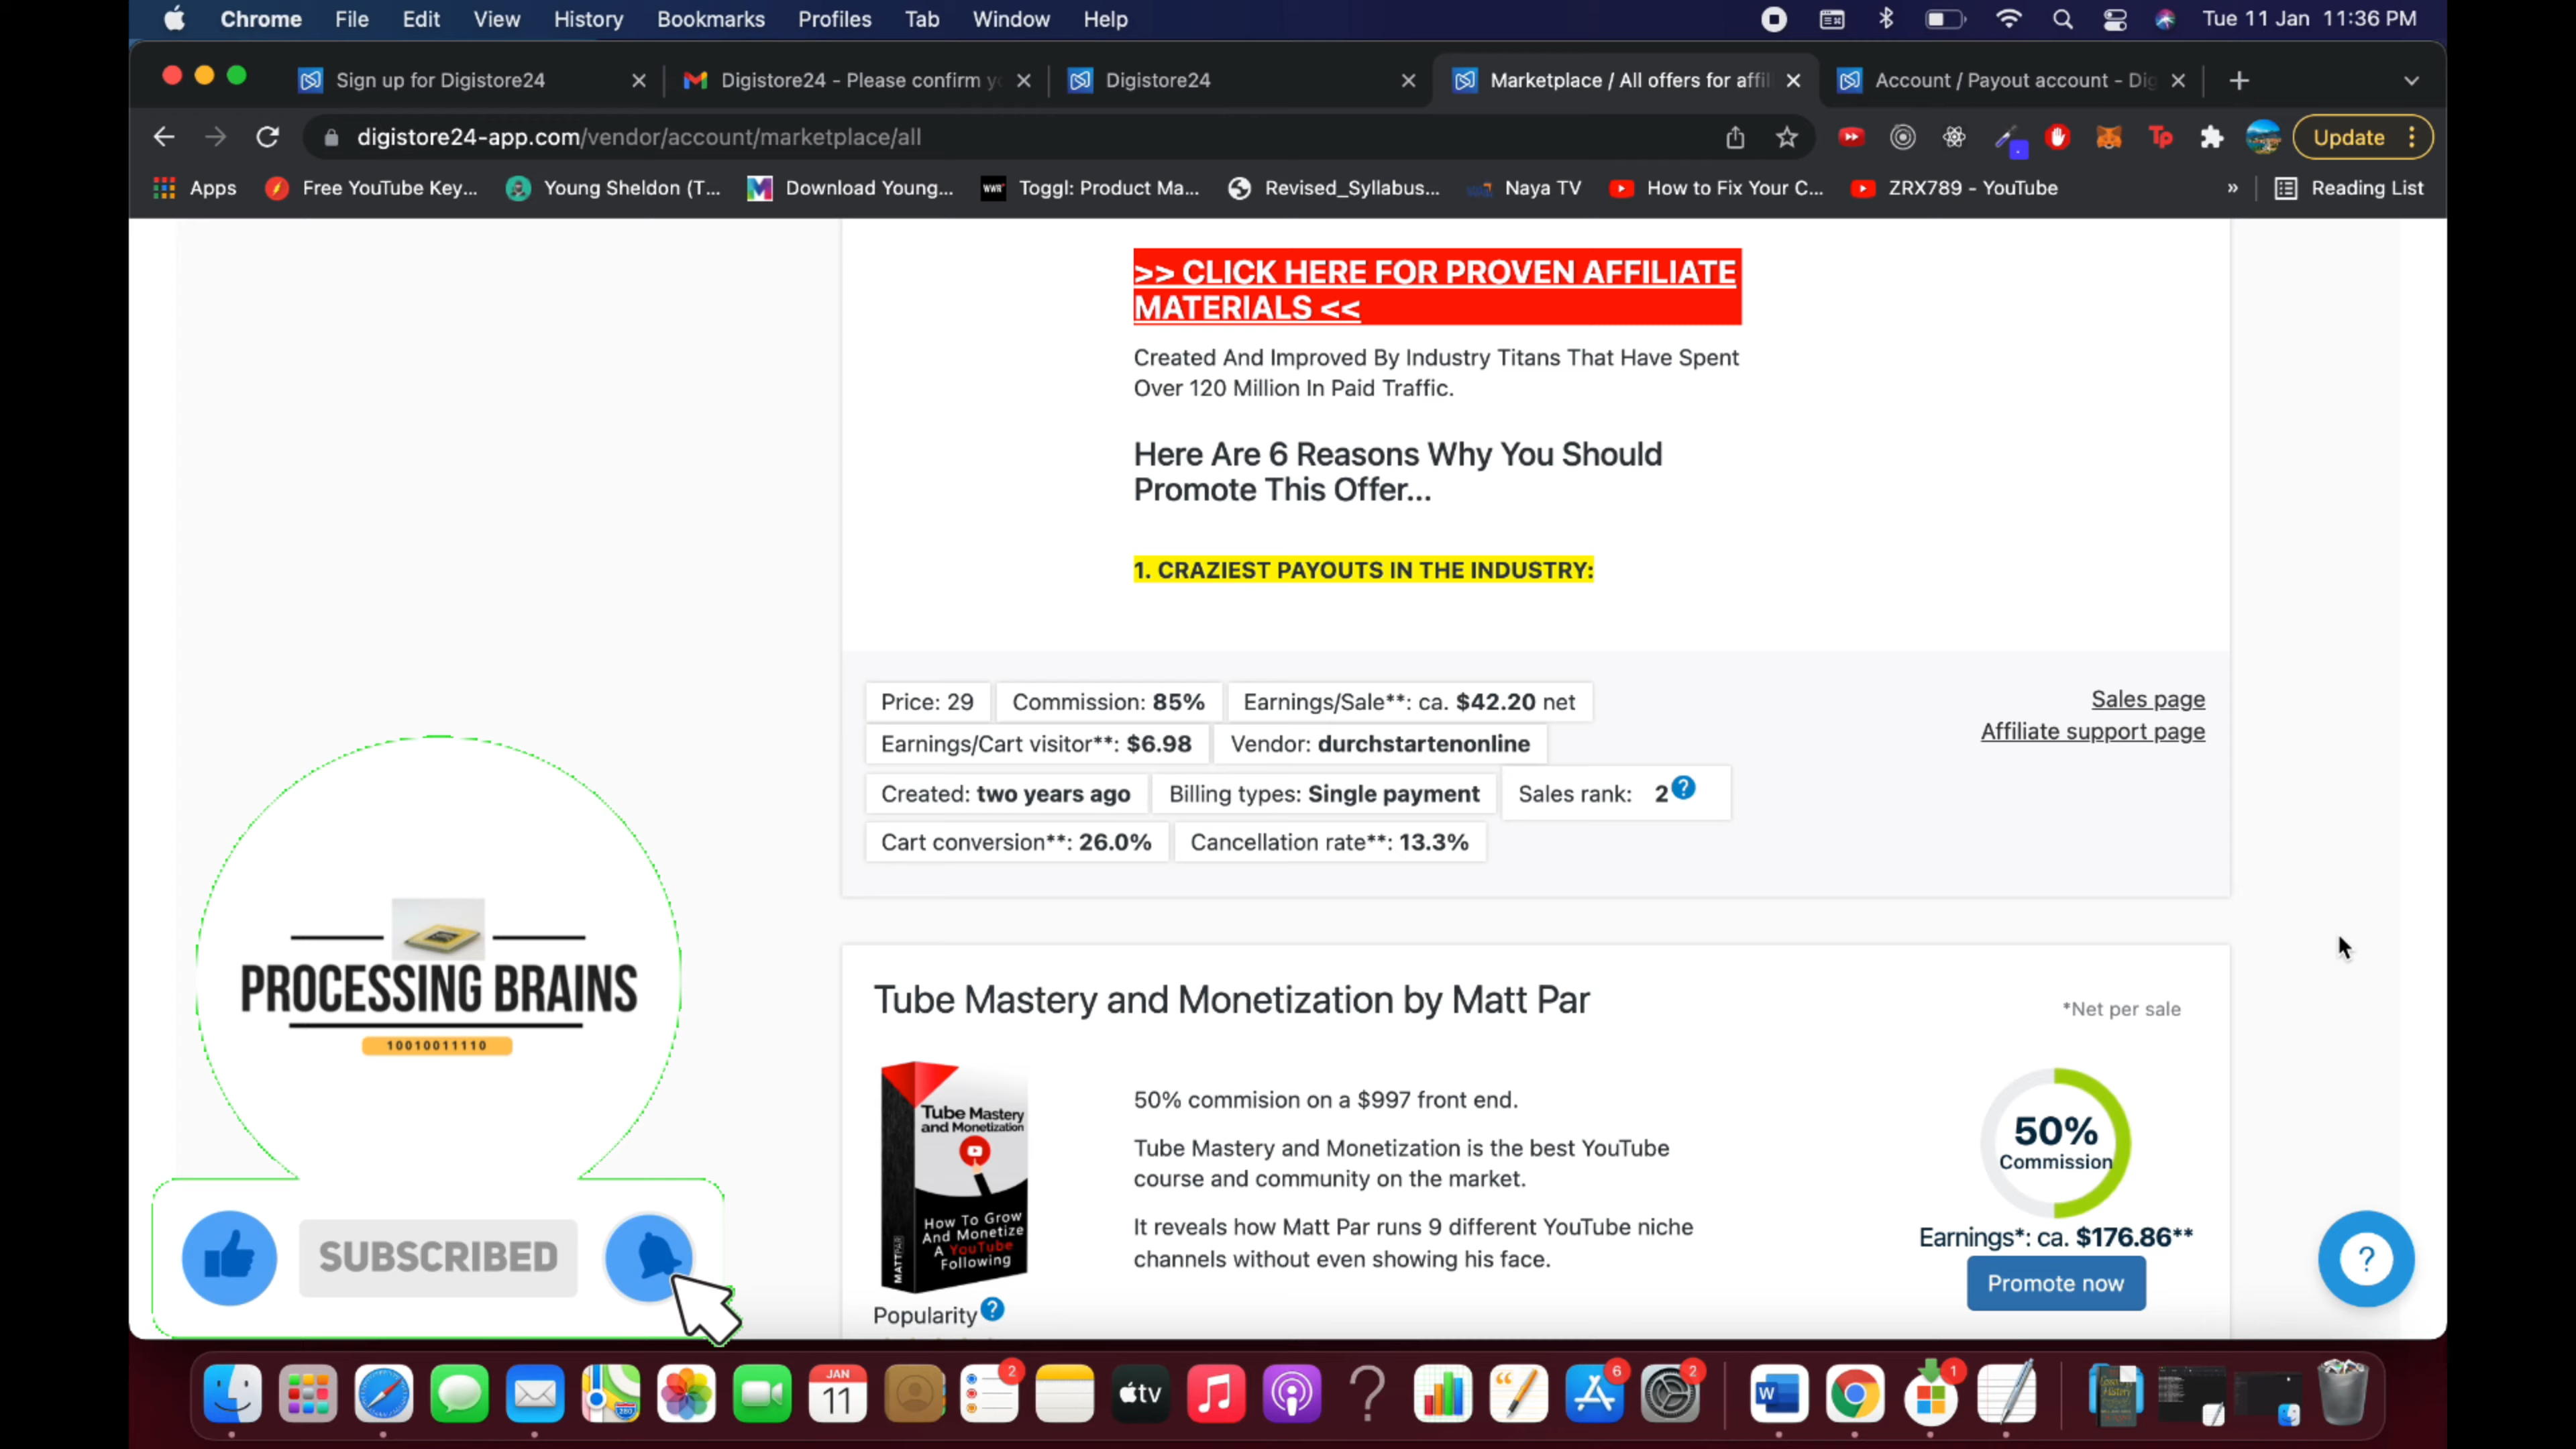 Chrome File Edit View History Bookmarks Profiles Tab Window Help Tue 11 Jan 11:36 PM
Sign up for Digistore24 Digistore24 - Please confirm Digistore24 Marketplace / All offers for Account / Payout account -
digistore24-app.com/vendor/account/marketplace/all Update
Apps Free YouTube Key... Young Sheldon (T... Download Young... Toggl: Product Ma... Revised_Syllabus... Naya TV How to Fix Your C... ZRX789 - YouTube » Reading List
>> CLICK HERE FOR PROVEN AFFILIATE
MATERIALS <<
Created And Improved By Industry Titans That Have Spent
Over 120 Million In Paid Traffic.
Here Are 6 Reasons Why You Should
Promote This Offer...
1. CRAZIEST PAYOUTS IN THE INDUSTRY:
Price: 29 Commission: 85% Earnings/Sale**: ca. $42.20 net
Sales page
Earnings/Cart visitor**: $6.98 Vendor: durchstartenonline
Affiliate support page
Created: two years ago Billing types: Single payment Sales rank: 2 ?
Cart conversion**: 26.0% Cancellation rate**: 13.3%
PROCESSING BRAINS
10010011110
SUBSCRIBED
Tube Mastery and Monetization by Matt Par
*Net per sale
Tube Mastery
and Monetization
How To Grow
And Monetize
A YouTube
Following
MATT PAR
Popularity ?
50% commision on a $997 front end.
Tube Mastery and Monetization is the best YouTube
course and community on the market.
It reveals how Matt Par runs 9 different YouTube niche
channels without even showing his face.
50%
Commission
Earnings*: ca. $176.86**
Promote now
?
JAN
11
2
tv
6
2
W
1